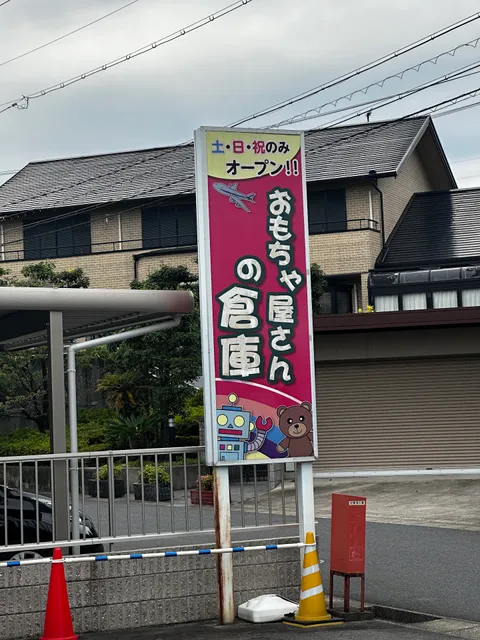 土・日・祝のみ
オープン!!
おもちゃ屋さん
の倉庫